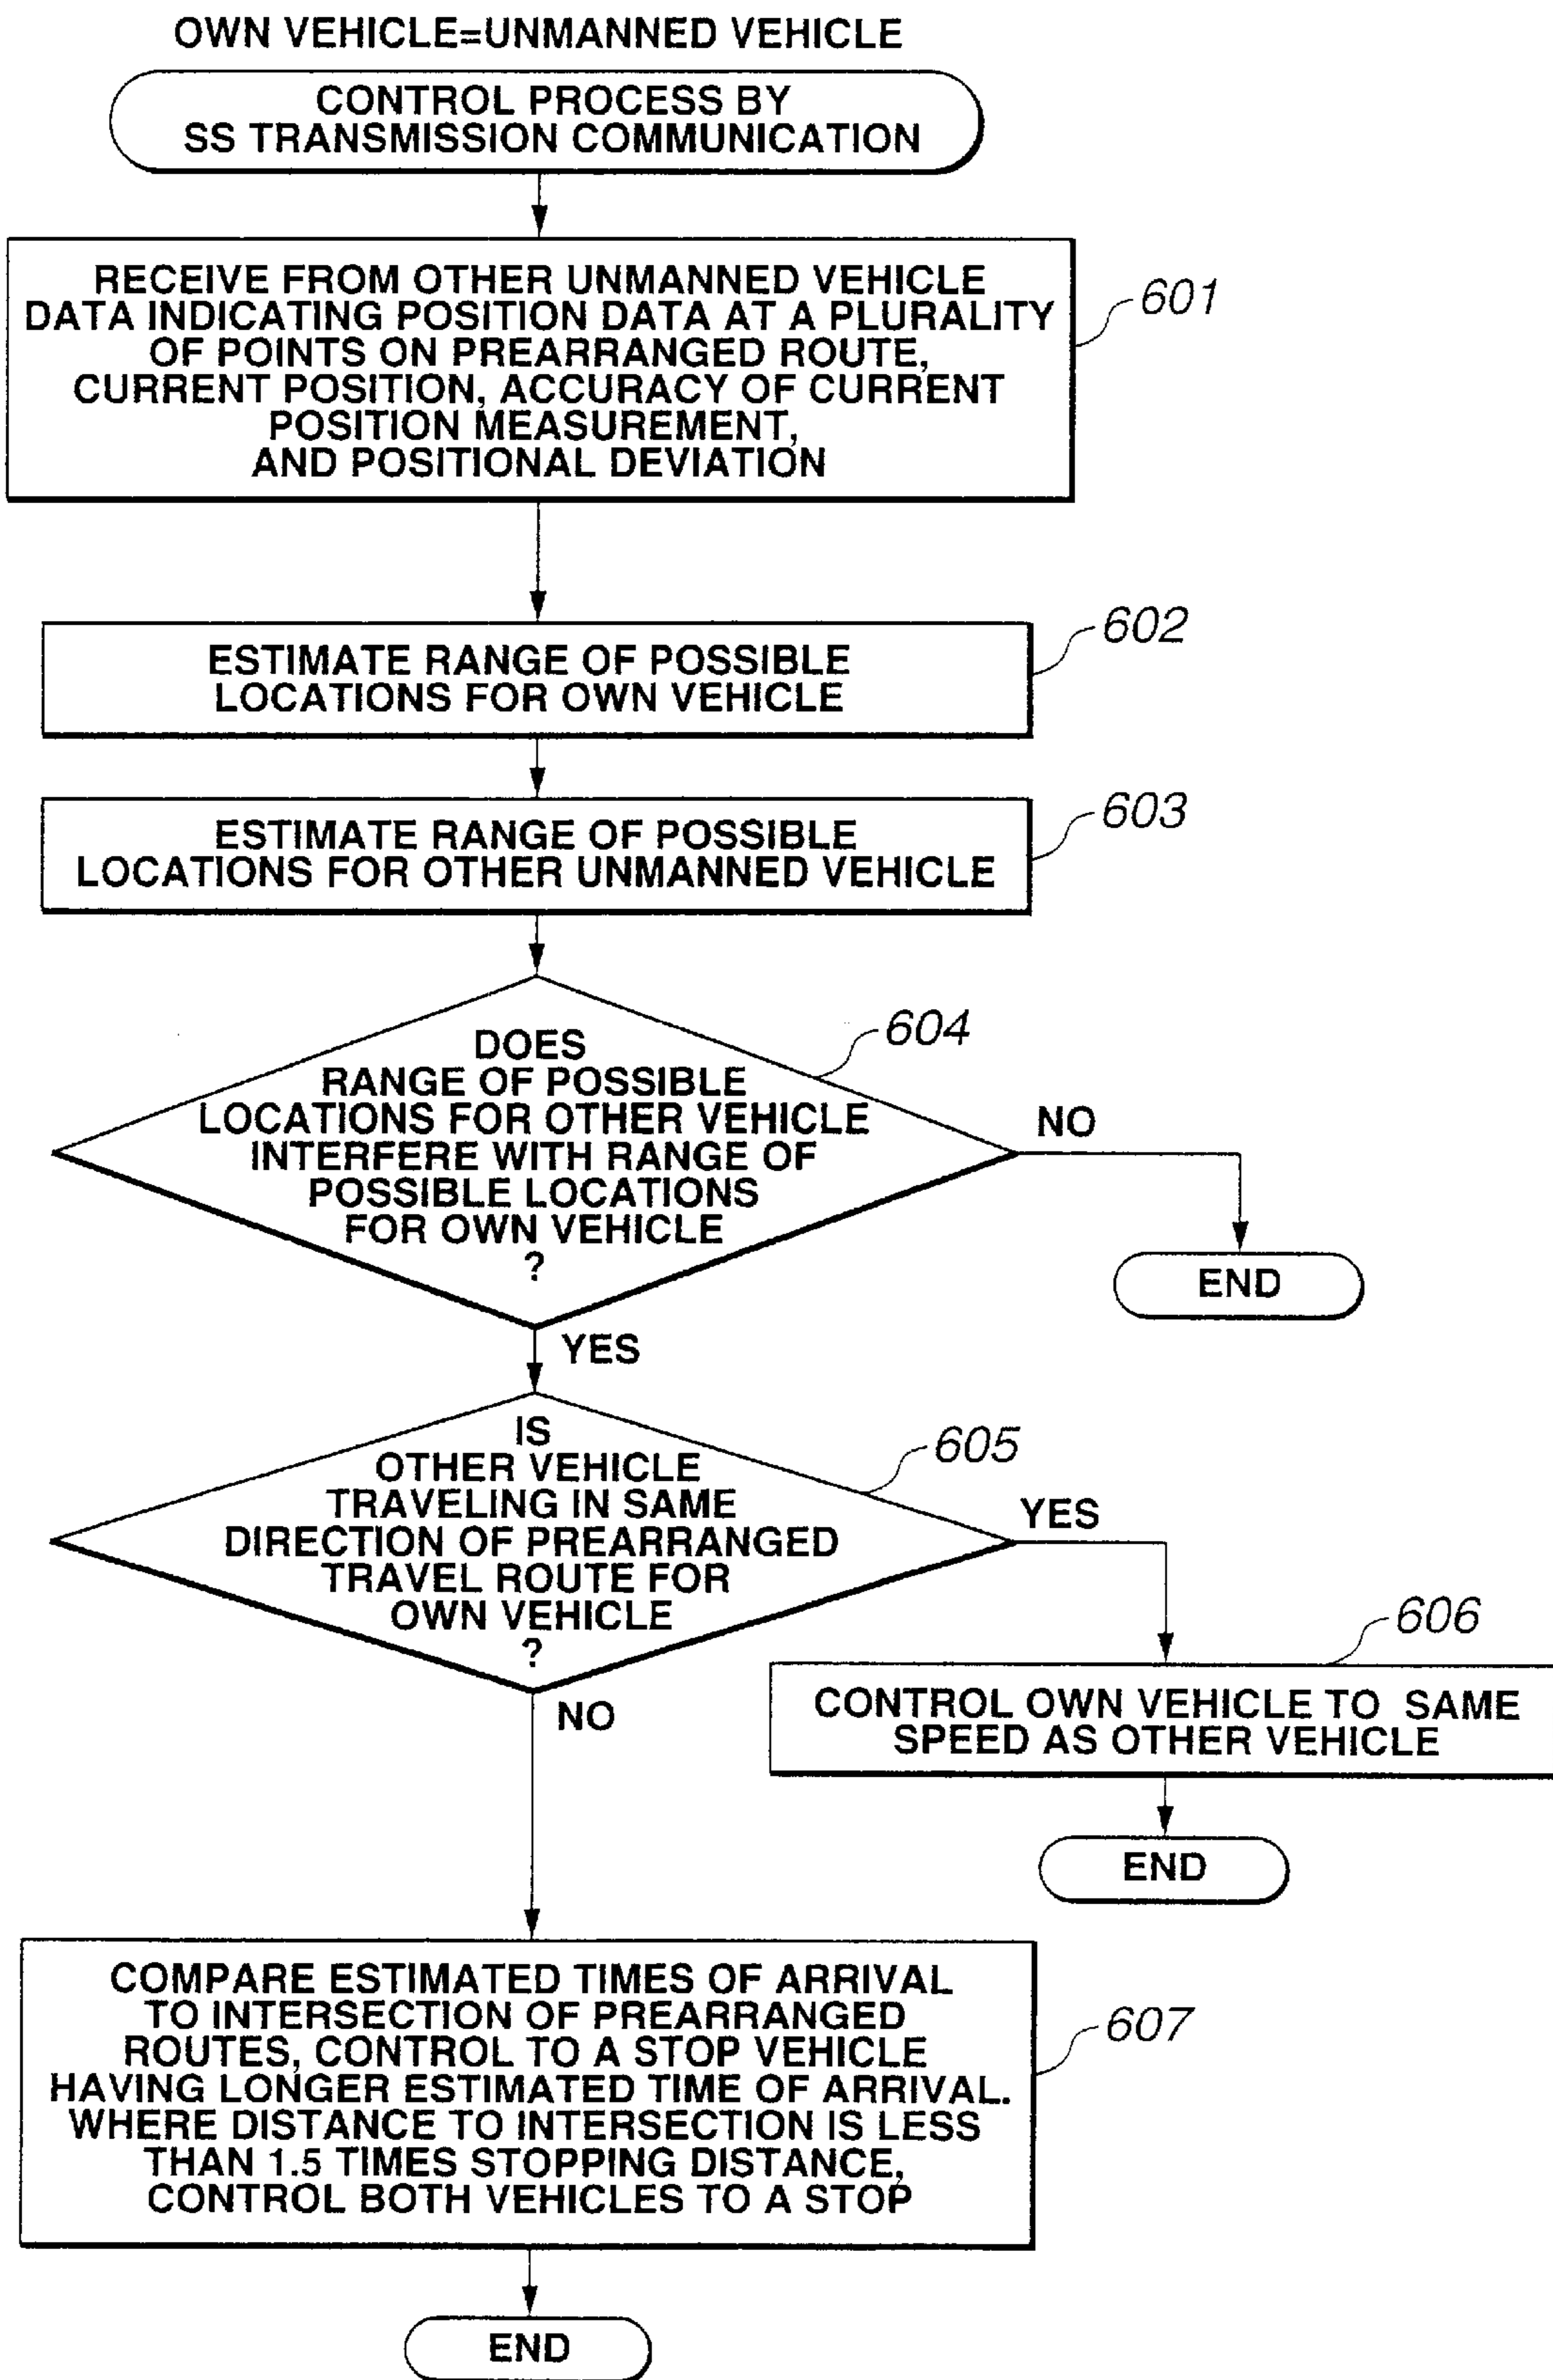 OWN VEHICLE=UNMANNED VEHICLE
CONTROL PROCESS BY
SS TRANSMISSION COMMUNICATION
RECEIVE FROM OTHER UNMANNED VEHICLE
DATA INDICATING POSITION DATA AT A PLURALITY
OF POINTS ON PREARRANGED ROUTE,
CURRENT POSITION, ACCURACY OF CURRENT
POSITION MEASUREMENT,
AND POSITIONAL DEVIATION
601
ESTIMATE RANGE OF POSSIBLE
LOCATIONS FOR OWN VEHICLE
602
ESTIMATE RANGE OF POSSIBLE
LOCATIONS FOR OTHER UNMANNED VEHICLE
603
DOES
RANGE OF POSSIBLE
LOCATIONS FOR OTHER VEHICLE
INTERFERE WITH RANGE OF
POSSIBLE LOCATIONS
FOR OWN VEHICLE
?
604
NO
END
YES
IS
OTHER VEHICLE
TRAVELING IN SAME
DIRECTION OF PREARRANGED
TRAVEL ROUTE FOR
OWN VEHICLE
?
605
YES
606
CONTROL OWN VEHICLE TO SAME
SPEED AS OTHER VEHICLE
END
NO
COMPARE ESTIMATED TIMES OF ARRIVAL
TO INTERSECTION OF PREARRANGED
ROUTES, CONTROL TO A STOP VEHICLE
HAVING LONGER ESTIMATED TIME OF ARRIVAL.
WHERE DISTANCE TO INTERSECTION IS LESS
THAN 1.5 TIMES STOPPING DISTANCE,
CONTROL BOTH VEHICLES TO A STOP
607
END